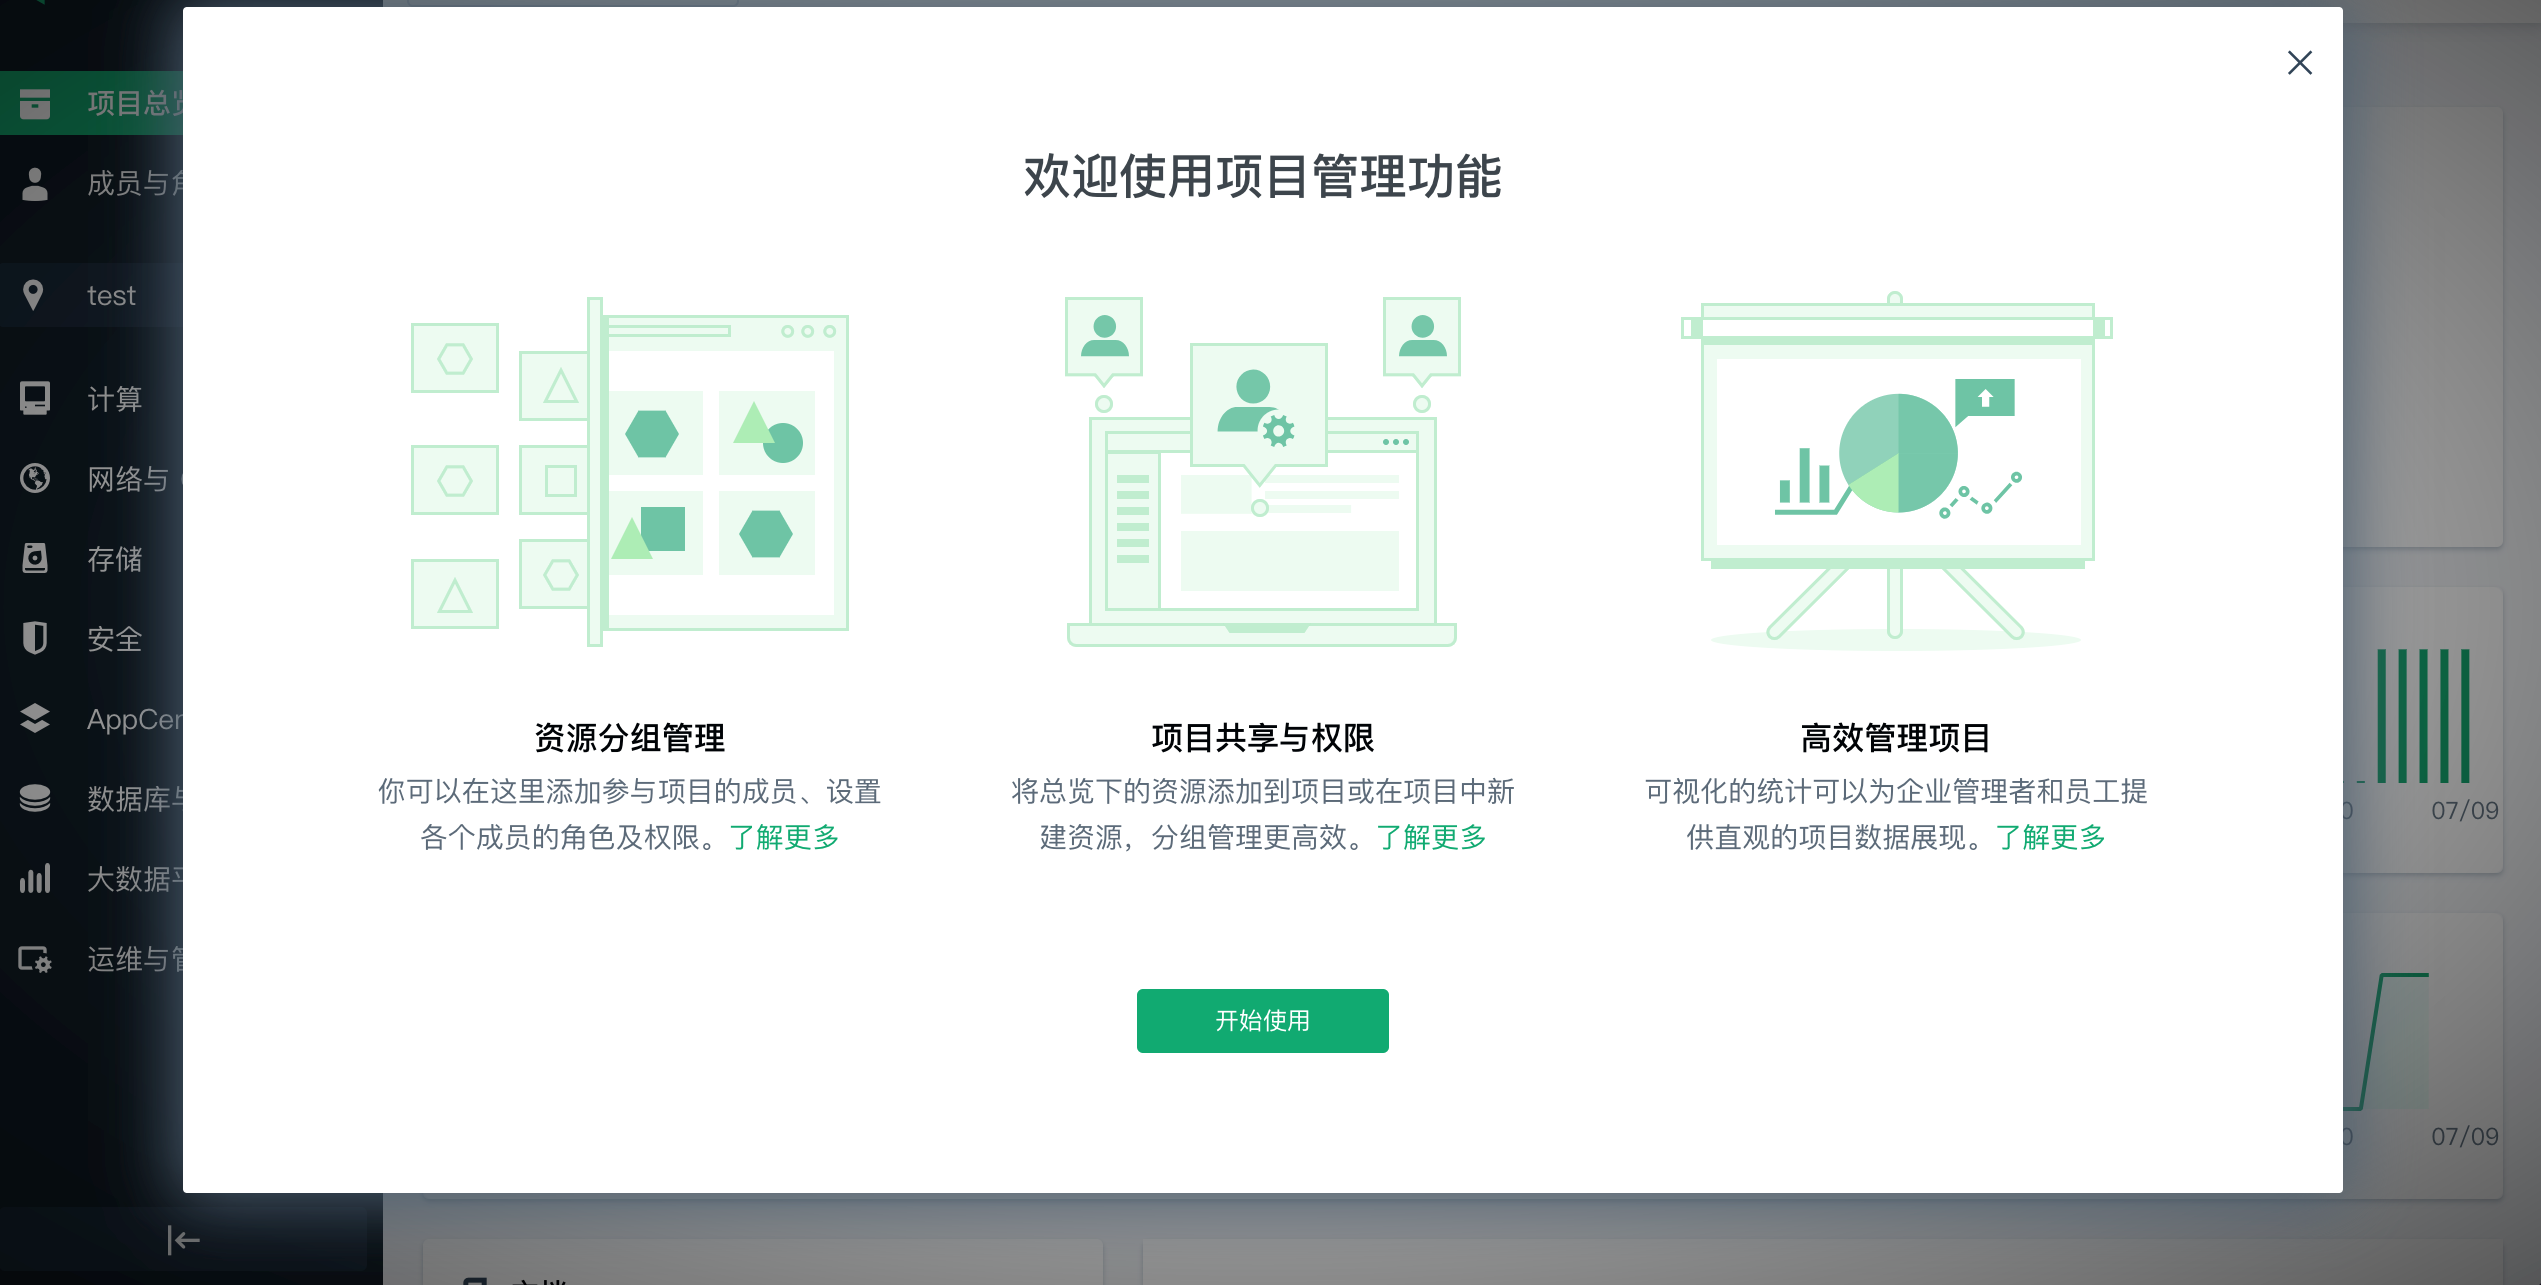 项目总
成员与
test
计算
网络与
存储
安全
AppCen
数据库
大数据
运维与
欢迎使用项目管理功能
资源分组管理
你可以在这里添加参与项目的成员、设置
各个成员的角色及权限。了解更多
项目共享与权限
将总览下的资源添加到项目或在项目中新
建资源，分组管理更高效。了解更多
高效管理项目
可视化的统计可以为企业管理者和员工提
供直观的项目数据展现。了解更多
开始使用
07/09
07/09